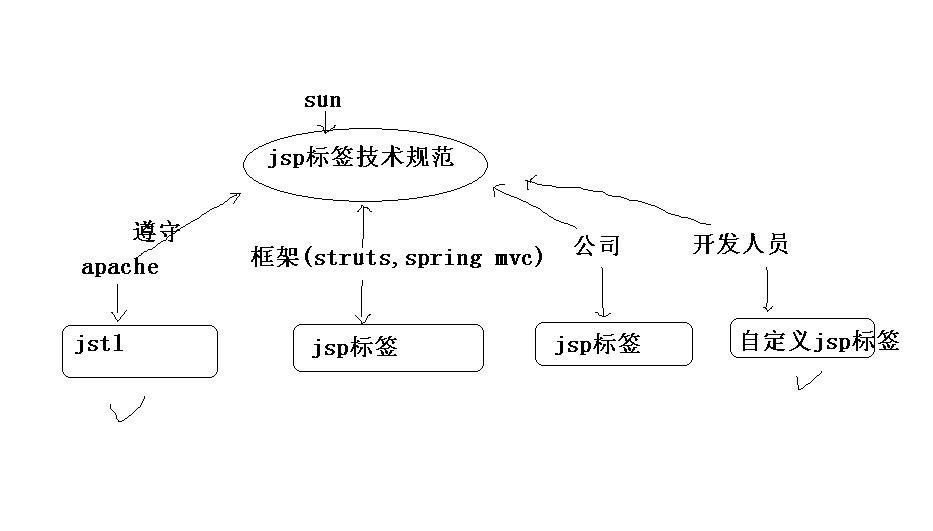 sun
jsp标签技术规范
遵守
apache
框架(struts,spring mvc)
公司
开发人员
jstl
jsp标签
jsp标签
自定义jsp标签